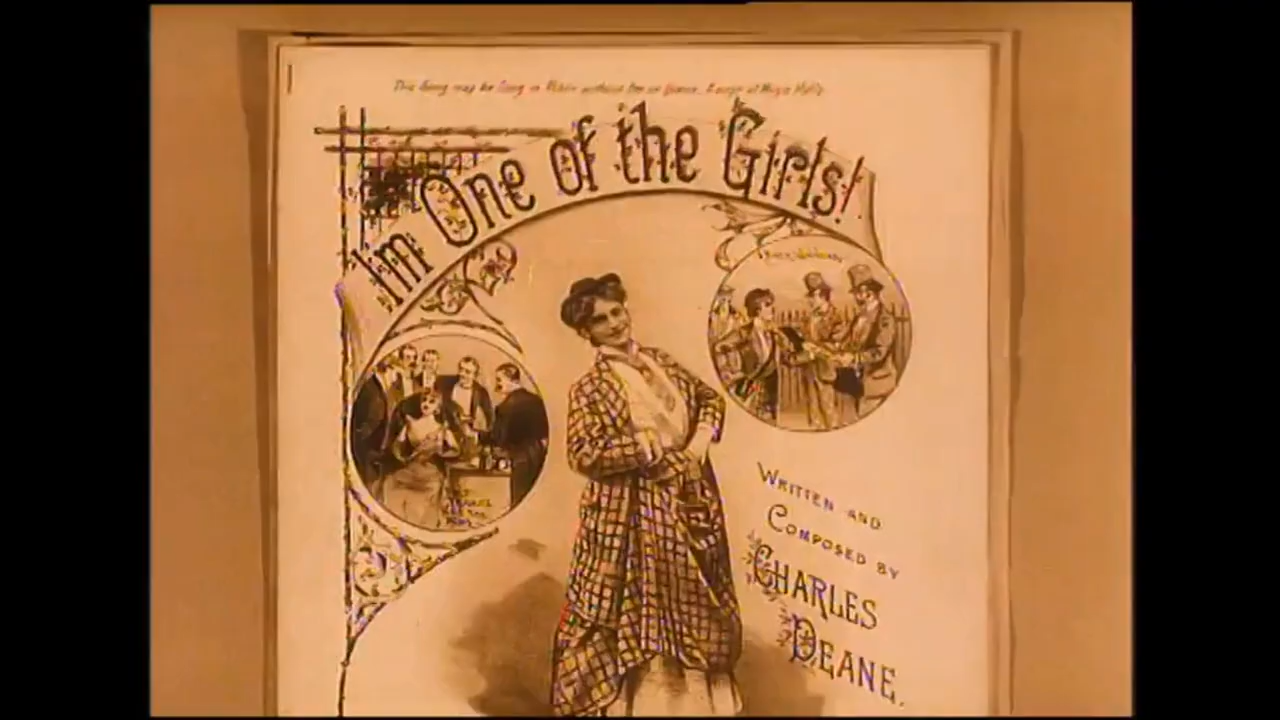 This Song may be Sung in Public without Fee or License, Except at Music Halls.
I'm One of the Girls!
WRITTEN AND
COMPOSED BY
CHARLES
DEANE.